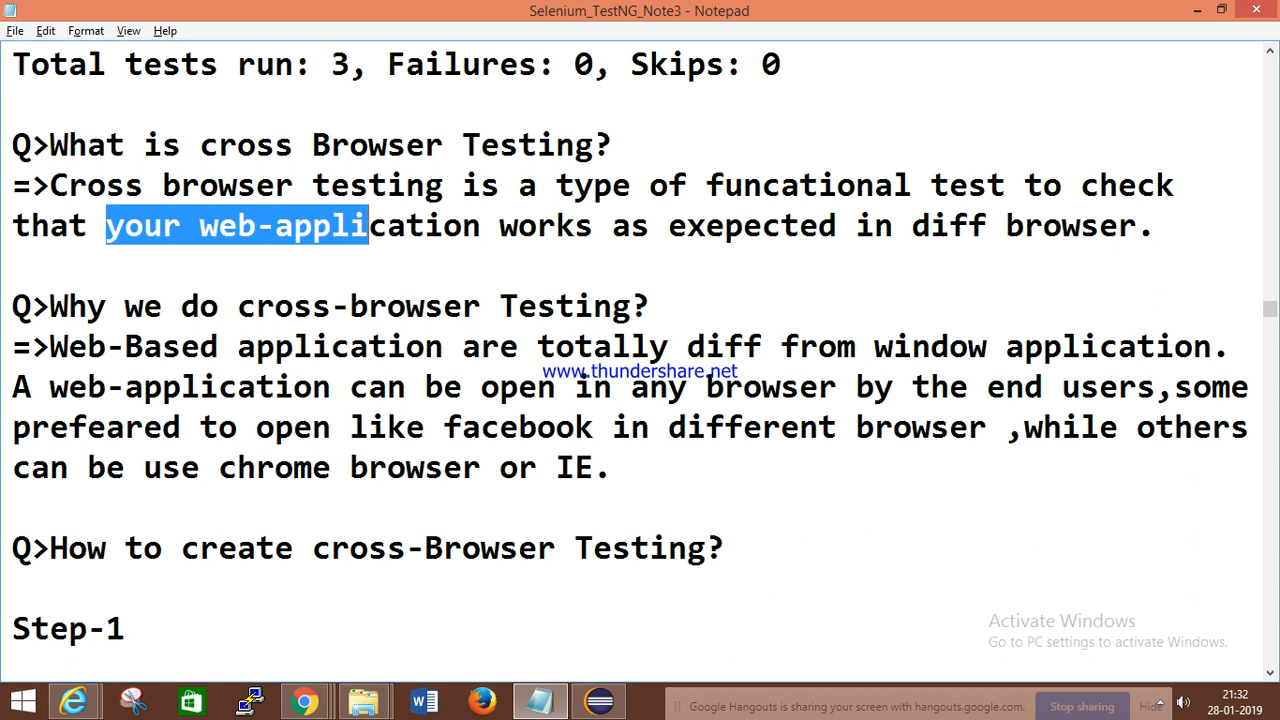 Selenium_TestNG_Note3 - Notepad
File Edit Format View Help
Total tests run: 3, Failures: 0, Skips: 0
Q>What is cross Browser Testing?
=>Cross browser testing is a type of funcational test to check
that your web-application works as exepected in diff browser.
Q>Why we do cross-browser Testing?
=>Web-Based application are totally diff from window application.
www.thundershare.net
A web-application can be open in any browser by the end users,some
prefeared to open like facebook in different browser ,while others
can be use chrome browser or IE.
Q>How to create cross-Browser Testing?
Step-1
Activate Windows
Go to PC settings to activate Windows.
Google Hangouts is sharing your screen with hangouts.google.com.
Stop sharing
Hide
21:32
28-01-2019